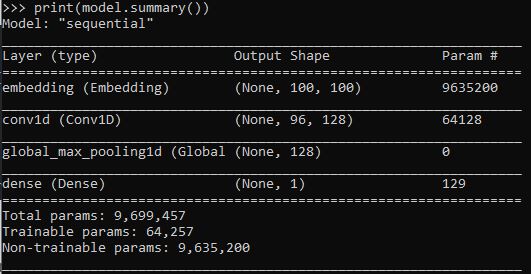 >>> print(model.summary())
Model: "sequential"
Layer (type) Output Shape Param #
embedding (Embedding) (None, 100, 100) 9635200
conv1d (Conv1D) (None, 96, 128) 64128
global_max_pooling1d (Global (None, 128) 0
dense (Dense) (None, 1) 129
Total params: 9,699,457
Trainable params: 64,257
Non-trainable params: 9,635,200